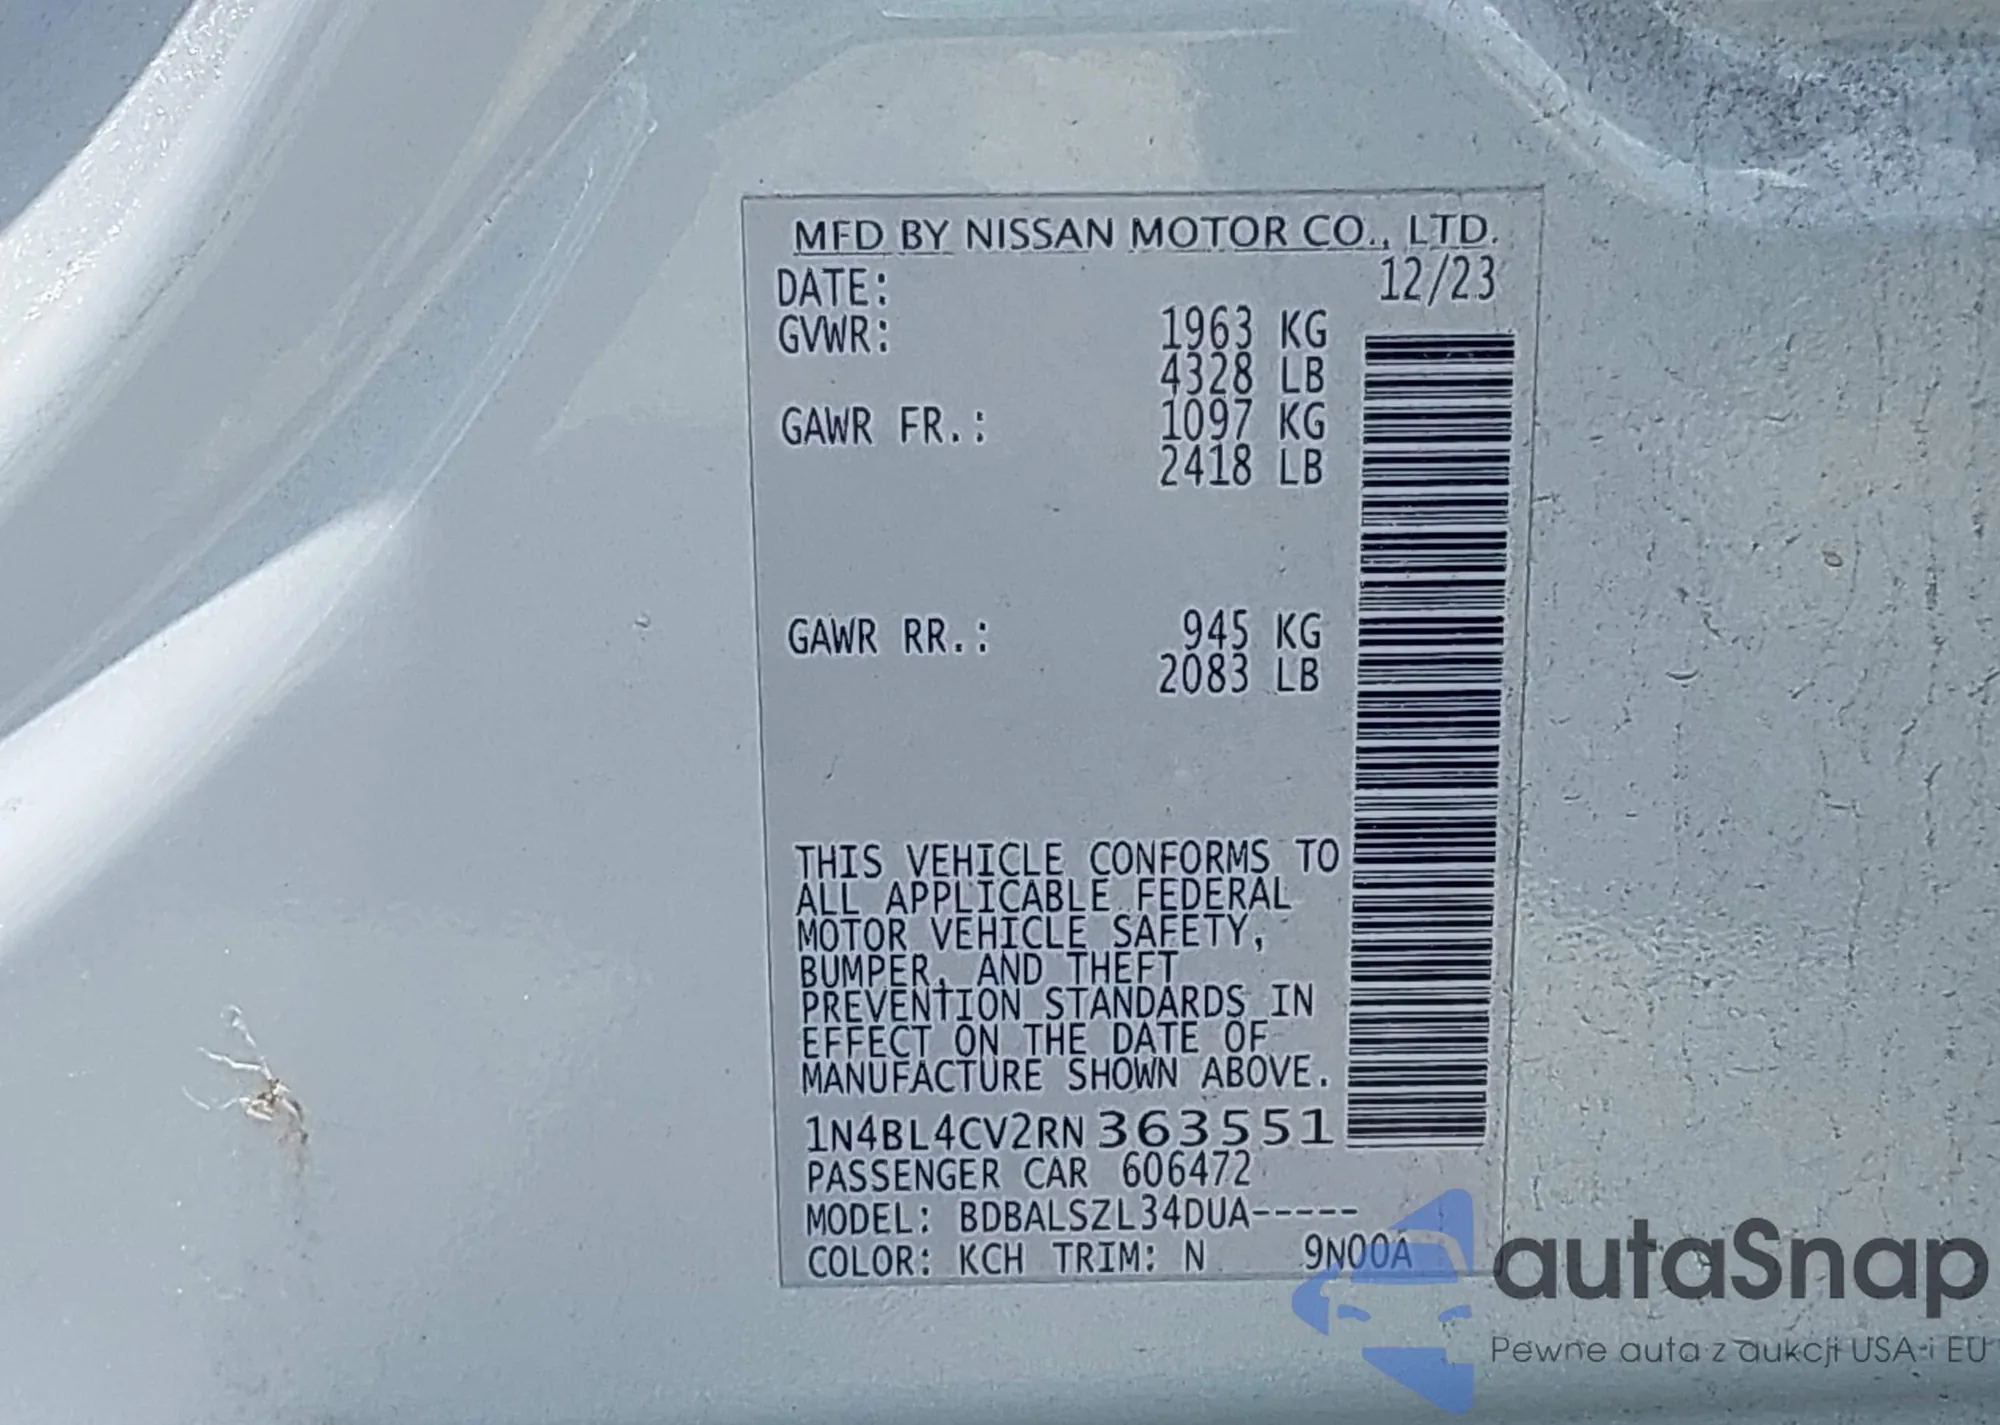 MFD BY NISSAN MOTOR CO., LTD.
DATE: 12/23
GVWR: 1963 KG
4328 LB
GAWR FR.: 1097 KG
2418 LB
GAWR RR.: 945 KG
2083 LB
THIS VEHICLE CONFORMS TO
ALL APPLICABLE FEDERAL
MOTOR VEHICLE SAFETY,
BUMPER, AND THEFT
PREVENTION STANDARDS IN
EFFECT ON THE DATE OF
MANUFACTURE SHOWN ABOVE.
1N4BL4CV2RN363551
PASSENGER CAR 606472
MODEL: BDBALSZL34DUA-----
COLOR: KCH TRIM: N 9N00A
autaSnap
Pewne auta z aukcji USA i EU